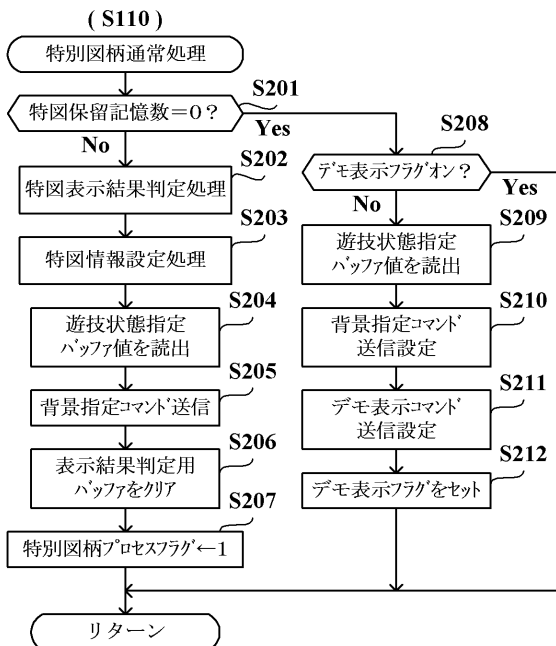 ( S110 )
特別図柄通常処理
S201
特図保留記憶数＝0？
Yes
No
S202
特図表示結果判定処理
S203
特図情報設定処理
S204
遊技状態指定
バッファ値を読出
S205
背景指定コマンド送信
S206
表示結果判定用
バッファをクリア
S207
特別図柄プロセスフラグ←1
リターン
S208
デモ表示フラグオン？
Yes
No
S209
遊技状態指定
バッファ値を読出
S210
背景指定コマンド
送信設定
S211
デモ表示コマンド
送信設定
S212
デモ表示フラグをセット